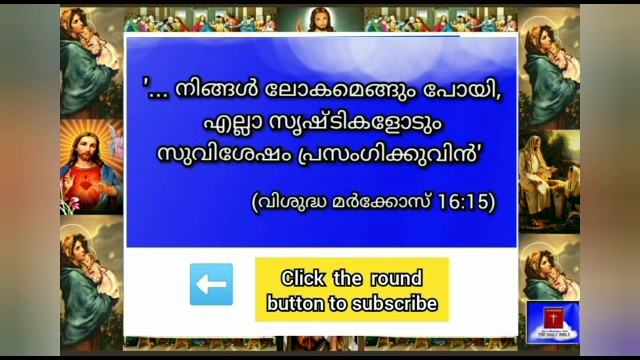 '... നിങ്ങൾ ലോകമെങ്ങും പോയി,
എല്ലാ സൃഷ്ടികളോടും
സുവിശേഷം പ്രസംഗിക്കുവിൻ'
(വിശുദ്ധ മർക്കോസ് 16:15)
Click the round
button to subscribe
THE DAILY BIBLE